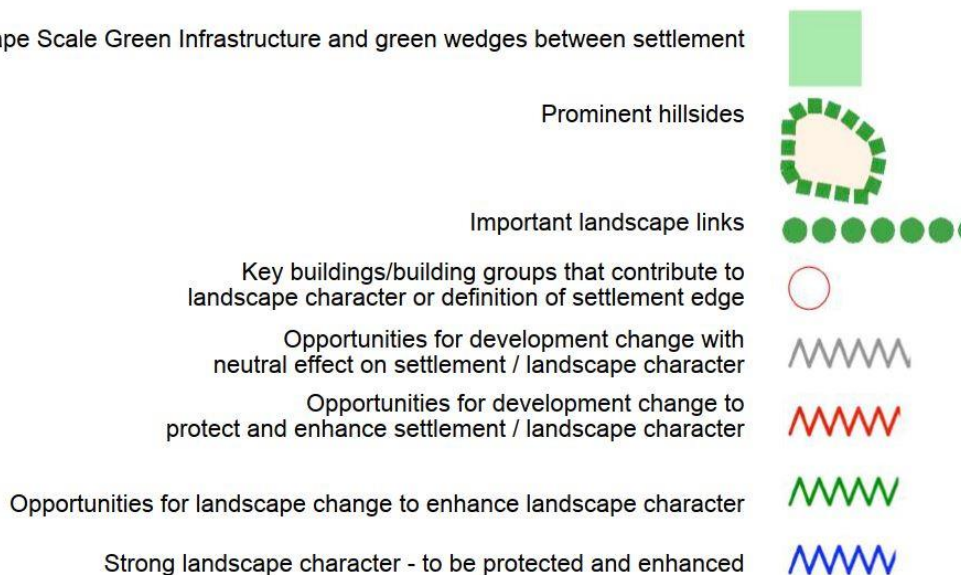 ape Scale Green Infrastructure and green wedges between settlement
Prominent hillsides
Important landscape links
Key buildings/building groups that contribute to
landscape character or definition of settlement edge
Opportunities for development change with
neutral effect on settlement / landscape character
Opportunities for development change to
protect and enhance settlement / landscape character
Opportunities for landscape change to enhance landscape character
Strong landscape character - to be protected and enhanced